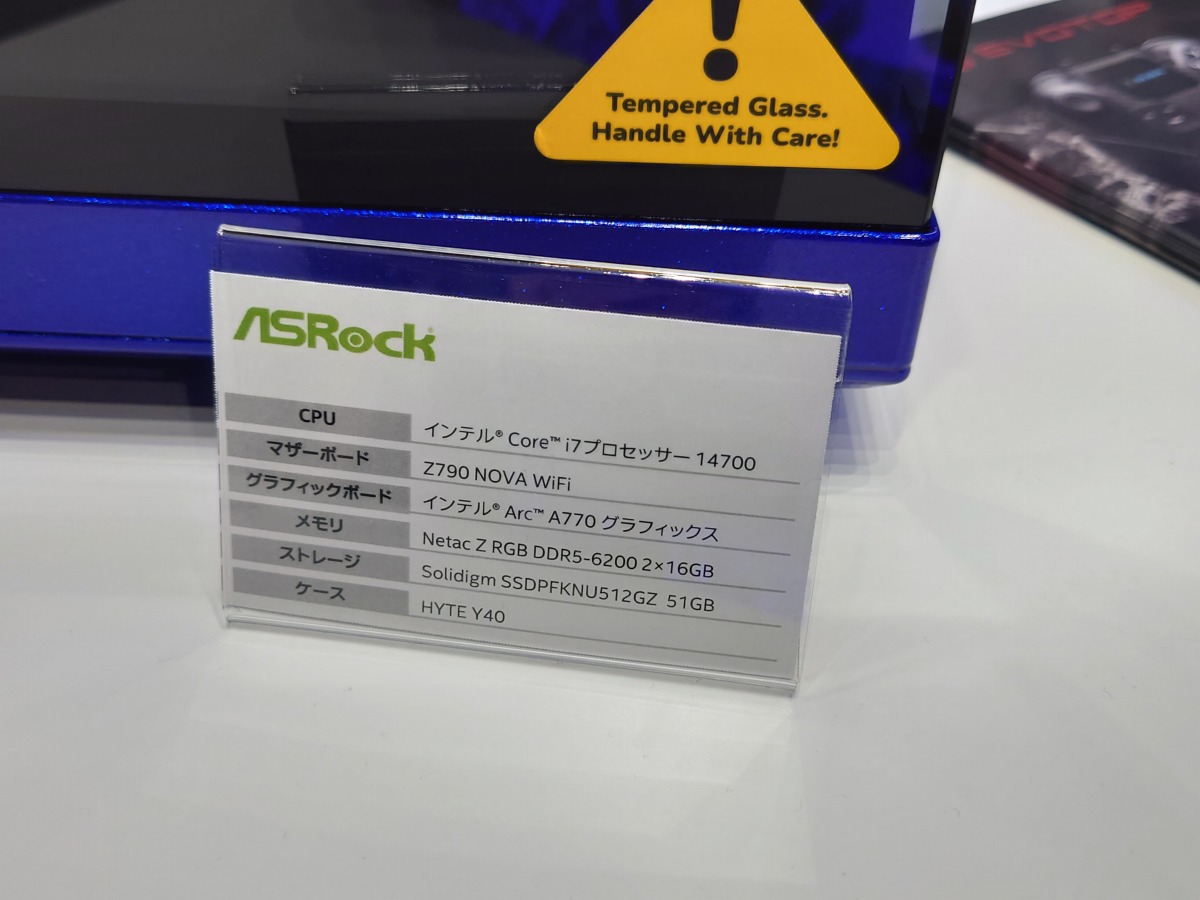 Tempered Glass.
Handle With Care!
EVOTOP
ASRock
CPU インテル® Core™ i7プロセッサー 14700
マザーボード Z790 NOVA WiFi
グラフィックボード インテル® Arc™ A770 グラフィックス
メモリ Netac Z RGB DDR5-6200 2×16GB
ストレージ Solidigm SSDPFKNU512GZ 51GB
ケース HYTE Y40